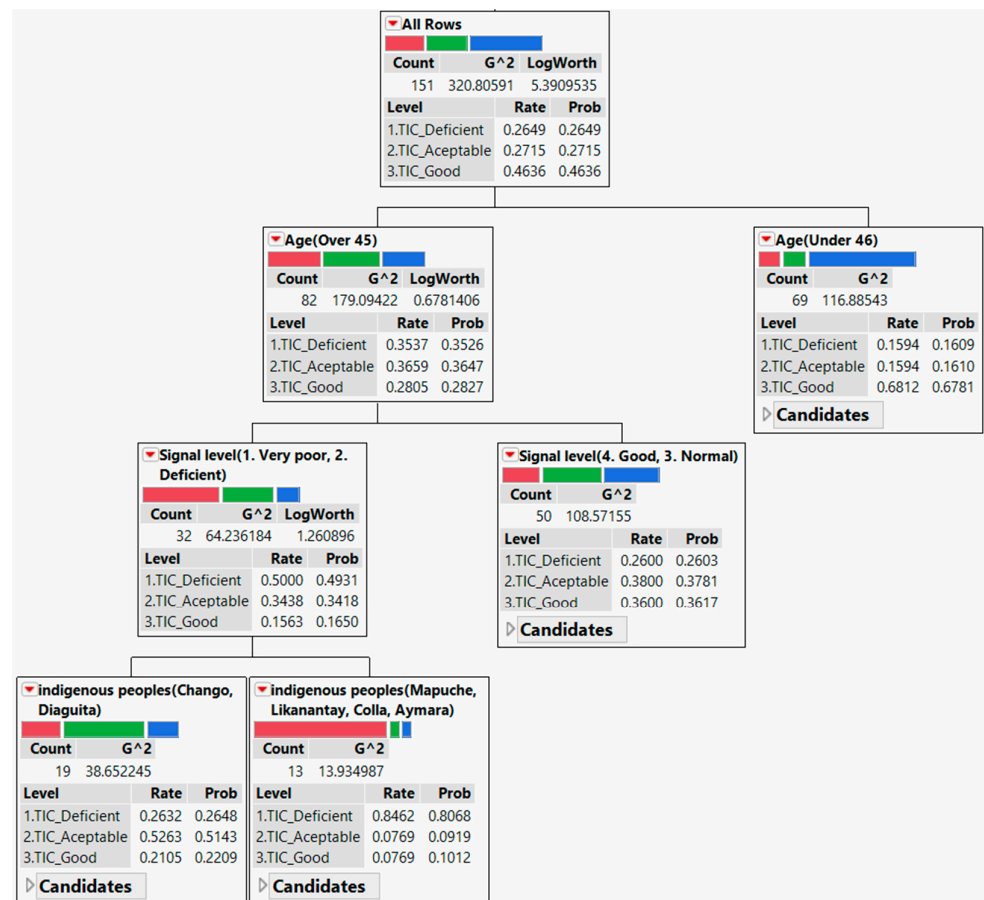 All Rows
Count G^2 LogWorth
151 320.80591 5.3909535
Level Rate Prob
1.TIC_Deficient 0.2649 0.2649
2.TIC_Aceptable 0.2715 0.2715
3.TIC_Good 0.4636 0.4636
Age(Over 45)
Count G^2 LogWorth
82 179.09422 0.6781406
Level Rate Prob
1.TIC_Deficient 0.3537 0.3526
2.TIC_Aceptable 0.3659 0.3647
3.TIC_Good 0.2805 0.2827
Age(Under 46)
Count G^2
69 116.88543
Level Rate Prob
1.TIC_Deficient 0.1594 0.1609
2.TIC_Aceptable 0.1594 0.1610
3.TIC_Good 0.6812 0.6781
Candidates
Signal level(1. Very poor, 2.
Deficient)
Count G^2 LogWorth
32 64.236184 1.260896
Level Rate Prob
1.TIC_Deficient 0.5000 0.4931
2.TIC_Aceptable 0.3438 0.3418
3.TIC_Good 0.1563 0.1650
Signal level(4. Good, 3. Normal)
Count G^2
50 108.57155
Level Rate Prob
1.TIC_Deficient 0.2600 0.2603
2.TIC_Aceptable 0.3800 0.3781
3.TIC_Good 0.3600 0.3617
Candidates
indigenous peoples(Chango,
Diaguita)
Count G^2
19 38.652245
Level Rate Prob
1.TIC_Deficient 0.2632 0.2648
2.TIC_Aceptable 0.5263 0.5143
3.TIC_Good 0.2105 0.2209
Candidates
indigenous peoples(Mapuche,
Likanantay, Colla, Aymara)
Count G^2
13 13.934987
Level Rate Prob
1.TIC_Deficient 0.8462 0.8068
2.TIC_Aceptable 0.0769 0.0919
3.TIC_Good 0.0769 0.1012
Candidates